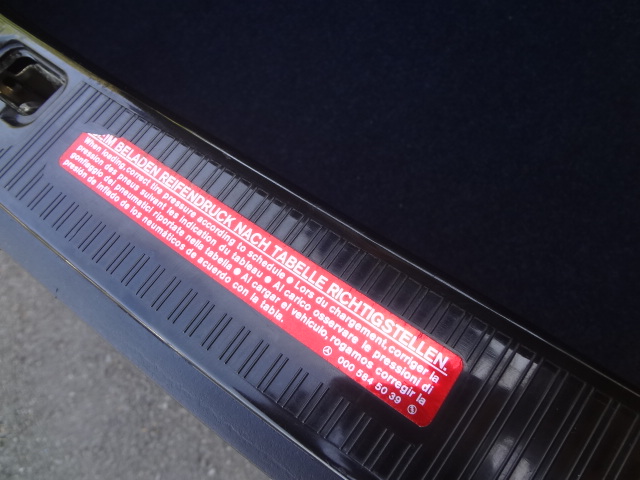 BEIM BELADEN REIFENDRUCK NACH TABELLE RICHTIGSTELLEN.
When loading, correct tire pressure according to schedule ● Lors du chargement, corriger la
pression des pneus suivant les indication du tableau ● Al carico osservare le pressioni di
gonfiaggio dei pneumatici riportate nella tabella ● Al cargar el vehículo, rogamos corregir la
presión de inflado de los neumáticos de acuerdo con la tabla.
000 584 50 39 Ⓢ